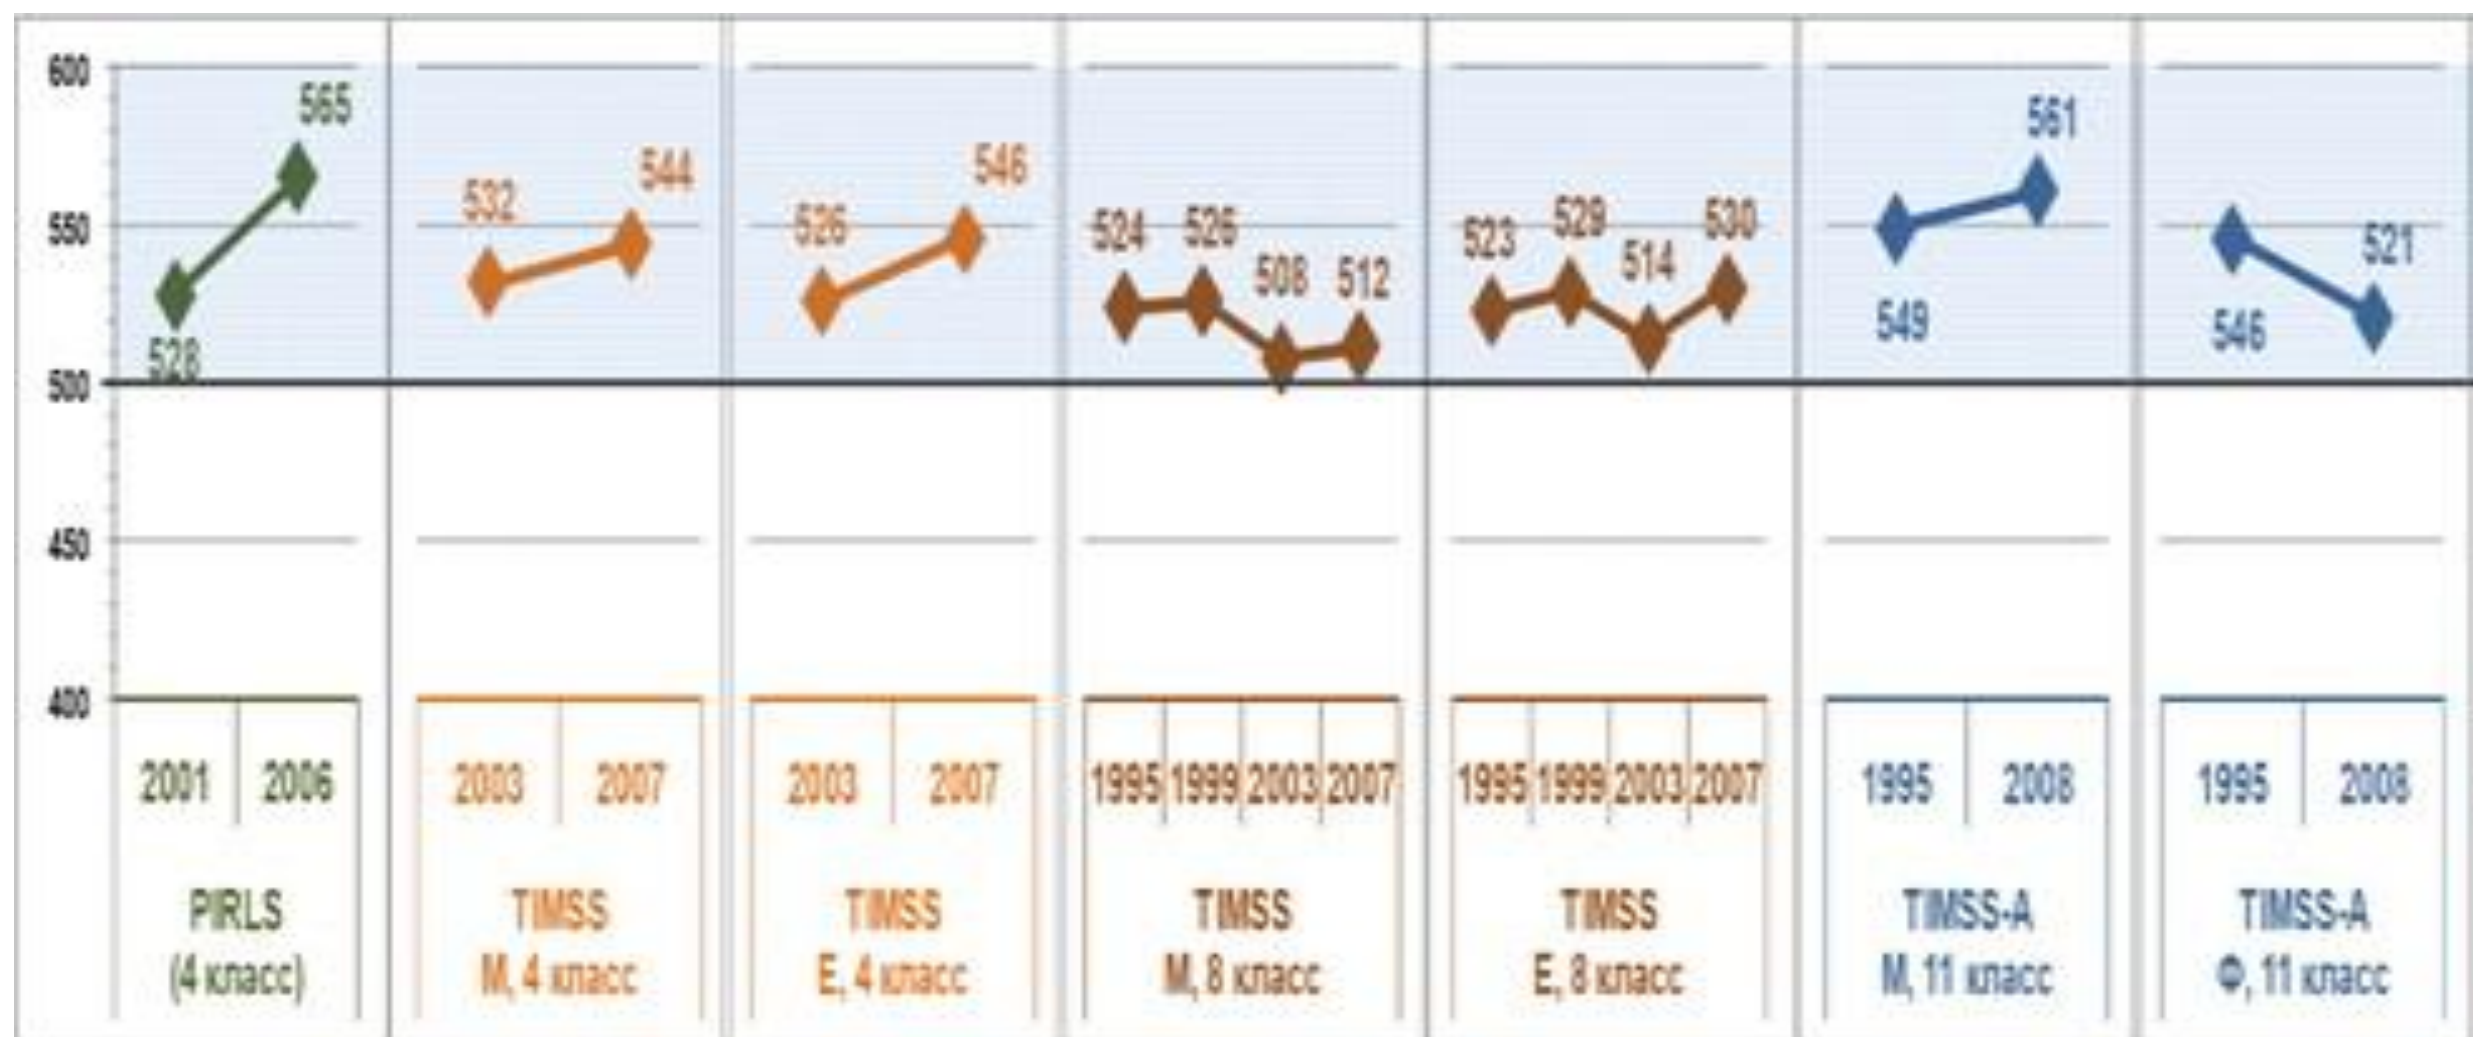 600
550
500
450
400
528
565
532
544
526
546
524
526
508
512
523
529
514
530
549
561
546
521
2001 2006
2003 2007
2003 2007
1995 1999 2003 2007
1995 1999 2003 2007
1995 2008
1995 2008
PIRLS
(4 класс)
TIMSS
М, 4 класс
TIMSS
Е, 4 класс
TIMSS
М, 8 класс
TIMSS
Е, 8 класс
TIMSS-A
М, 11 класс
TIMSS-A
Ф, 11 класс